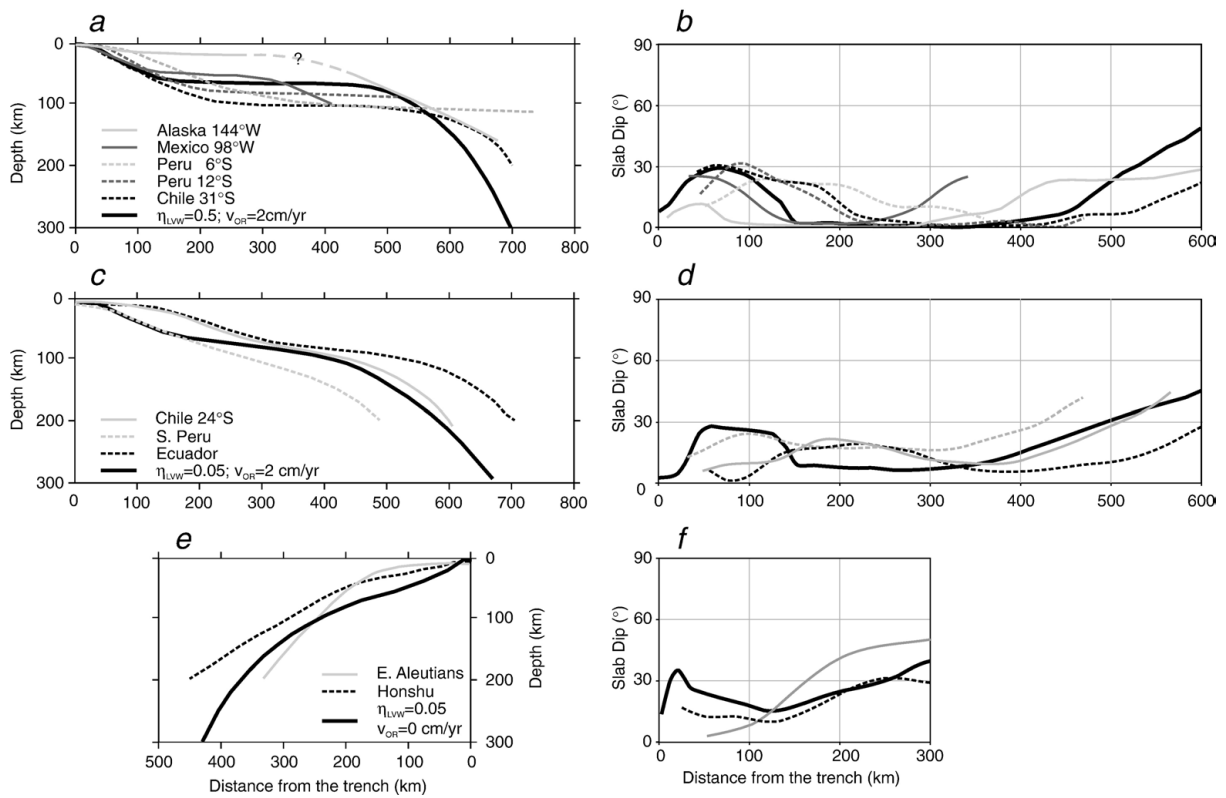 a
0
100
200
300
Depth (km)
?
Alaska 144°W
Mexico 98°W
Peru 6°S
Peru 12°S
Chile 31°S
ηLVW=0.5; vOR=2cm/yr
0 100 200 300 400 500 600 700 800
b
90
60
30
0
Slab Dip (°)
0 100 200 300 400 500 600
c
0
100
200
300
Depth (km)
Chile 24°S
S. Peru
Ecuador
ηLVW=0.05; vOR=2 cm/yr
0 100 200 300 400 500 600 700 800
d
90
60
30
0
Slab Dip (°)
0 100 200 300 400 500 600
e
0
100
200
300
Depth (km)
E. Aleutians
Honshu
ηLVW=0.05
vOR=0 cm/yr
500 400 300 200 100 0
Distance from the trench (km)
f
90
60
30
0
Slab Dip (°)
0 100 200 300
Distance from the trench (km)